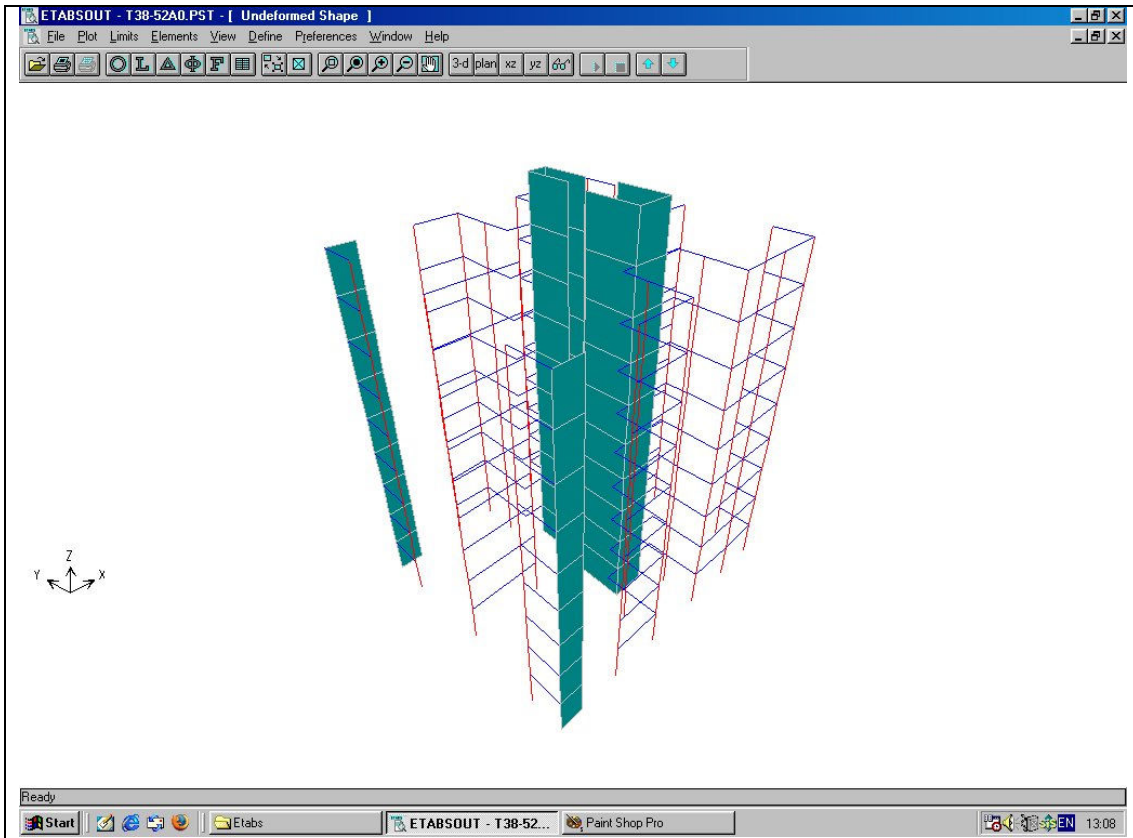 ETABSOUT - T38-52A0.PST - [ Undeformed Shape ]
File Plot Limits Elements View Define Preferences Window Help
3-d plan xz yz
Z
Y X
Ready
Start Etabs ETABSOUT - T38-52... Paint Shop Pro EN 13:08